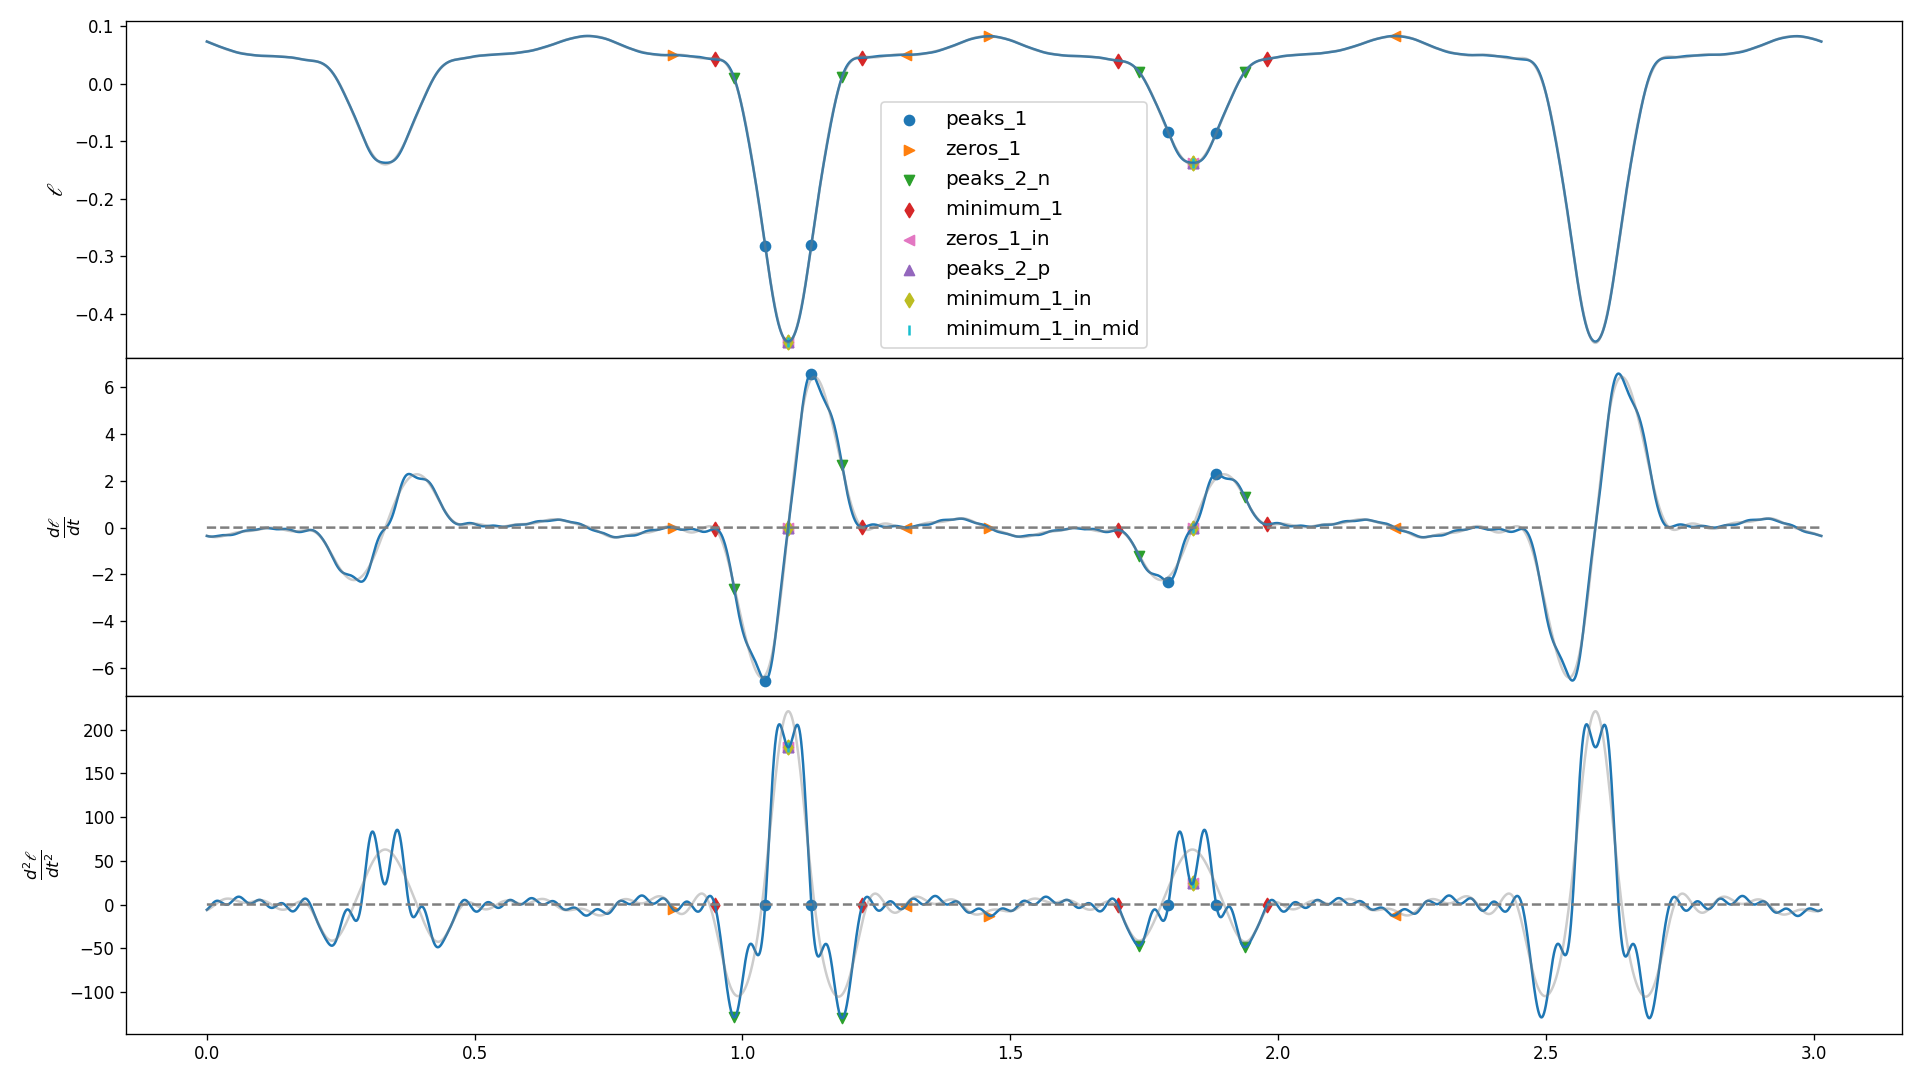 0.1
0.0
−0.1
−0.2
−0.3
−0.4
ℓ
peaks_1
zeros_1
peaks_2_n
minimum_1
zeros_1_in
peaks_2_p
minimum_1_in
minimum_1_in_mid
6
4
2
0
−2
−4
−6
dℓ
dt
200
150
100
50
0
−50
−100
d²ℓ
dt²
0.0 0.5 1.0 1.5 2.0 2.5 3.0